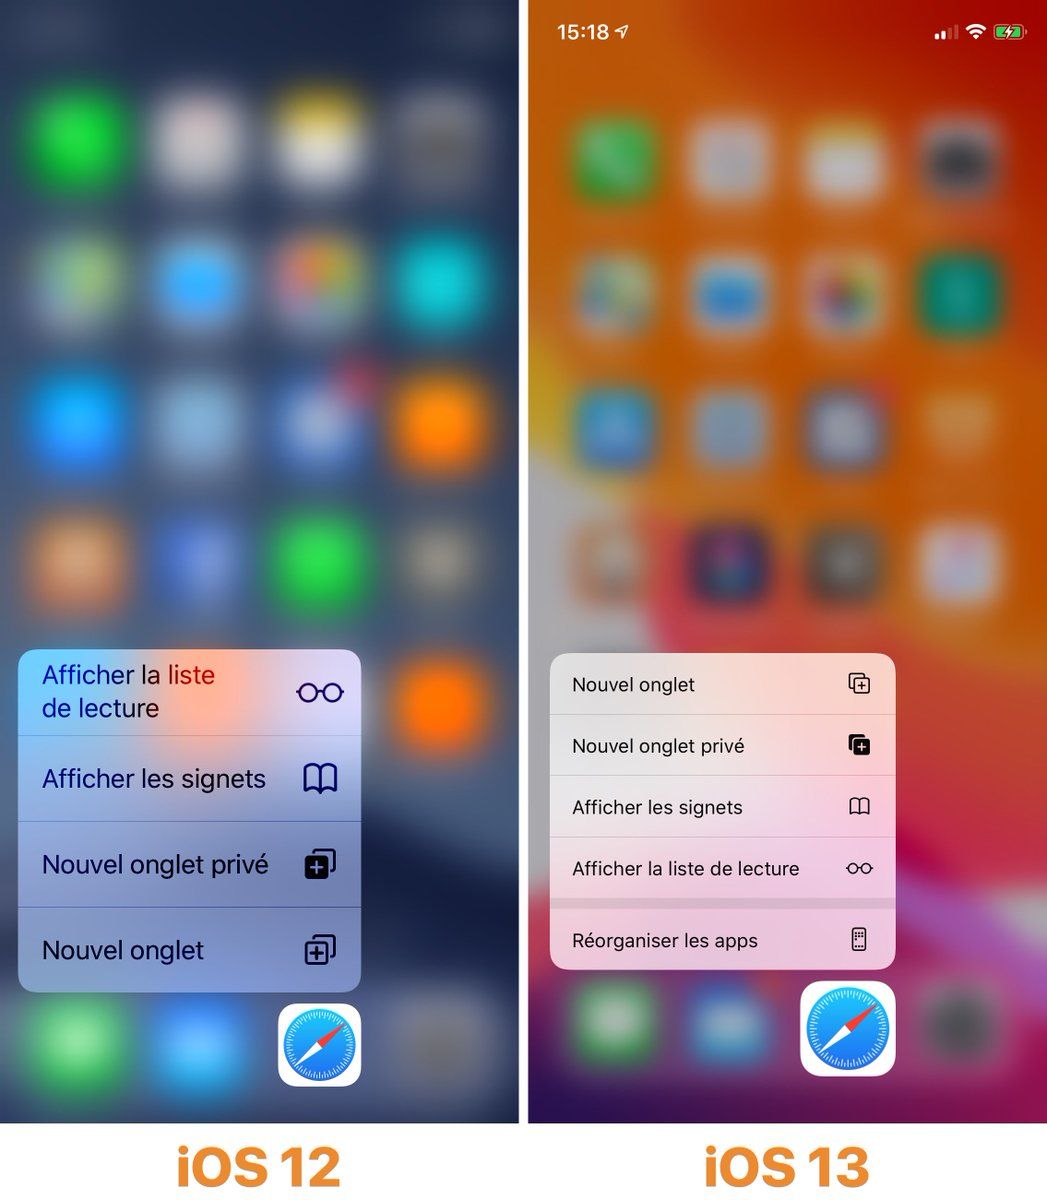 Afficher la liste
de lecture
Afficher les signets
Nouvel onglet privé
Nouvel onglet
iOS 12
15:18
Nouvel onglet
Nouvel onglet privé
Afficher les signets
Afficher la liste de lecture
Réorganiser les apps
iOS 13